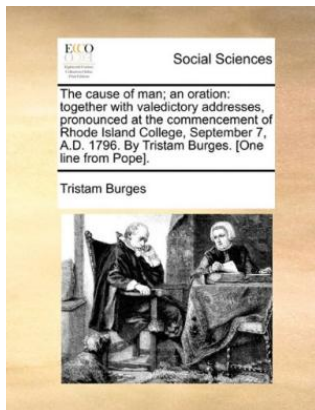 ECCO
Social Sciences
The cause of man; an oration:
together with valedictory addresses,
pronounced at the commencement of
Rhode Island College, September 7,
A.D. 1796. By Tristam Burges. [One
line from Pope].
Tristam Burges